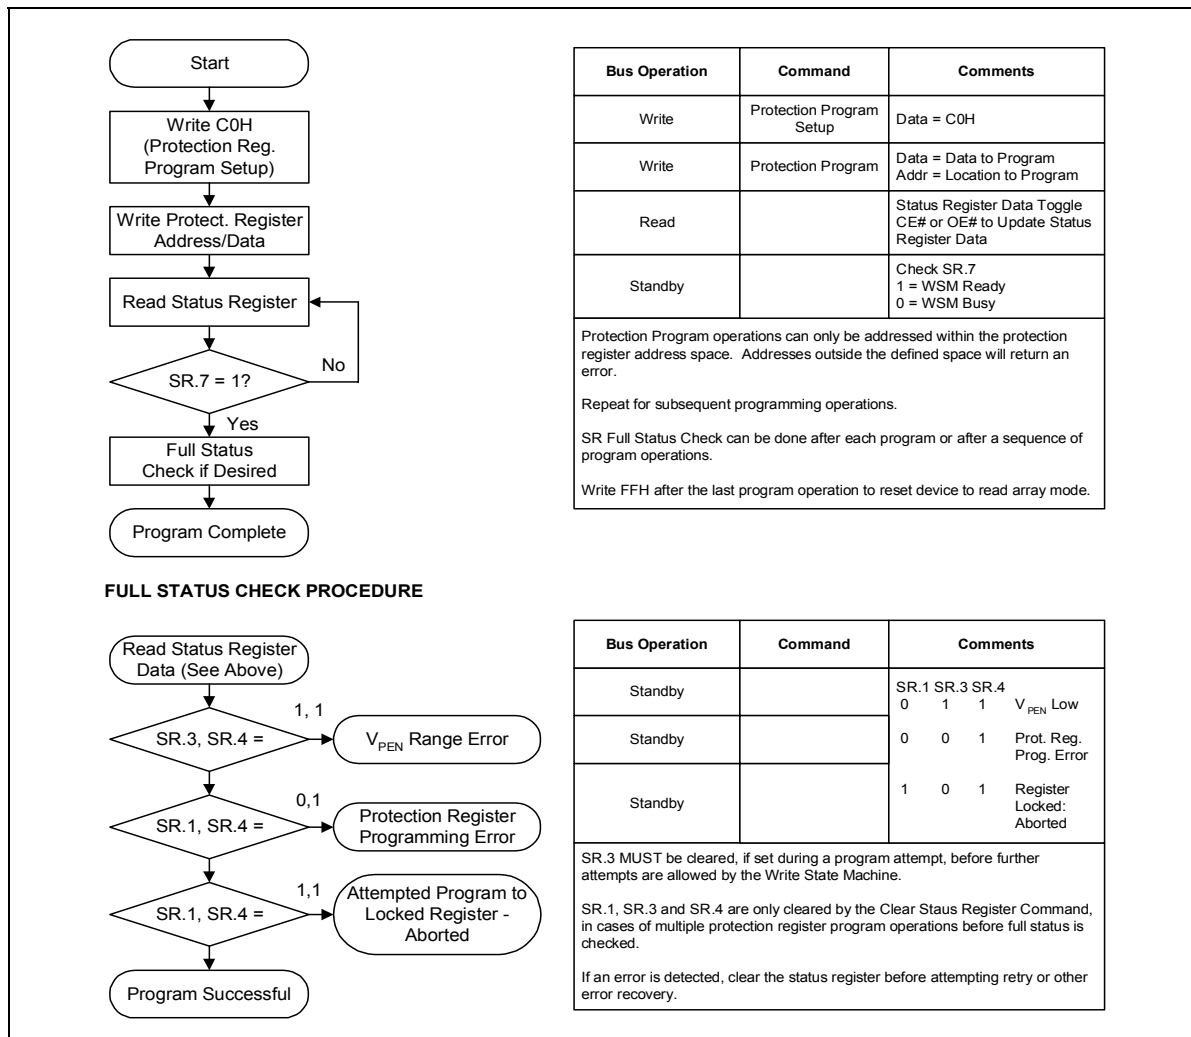 Start
Write C0H
(Protection Reg.
Program Setup)
Write Protect. Register
Address/Data
Read Status Register
No
SR.7 = 1?
Yes
Full Status
Check if Desired
Program Complete
Bus Operation Command Comments
Write Protection Program
Setup Data = C0H
Write Protection Program Data = Data to Program
Addr = Location to Program
Read Status Register Data Toggle
CE# or OE# to Update Status
Register Data
Standby Check SR.7
1 = WSM Ready
0 = WSM Busy
Protection Program operations can only be addressed within the protection
register address space. Addresses outside the defined space will return an
error.
Repeat for subsequent programming operations.
SR Full Status Check can be done after each program or after a sequence of
program operations.
Write FFH after the last program operation to reset device to read array mode.
FULL STATUS CHECK PROCEDURE
Read Status Register
Data (See Above)
1, 1
SR.3, SR.4 =
VPEN Range Error
0,1
SR.1, SR.4 =
Protection Register
Programming Error
1,1
SR.1, SR.4 =
Attempted Program to
Locked Register -
Aborted
Program Successful
Bus Operation Command Comments
Standby SR.1 SR.3 SR.4
0 1 1 VPEN Low
Standby 0 0 1 Prot. Reg.
Prog. Error
Standby 1 0 1 Register
Locked:
Aborted
SR.3 MUST be cleared, if set during a program attempt, before further
attempts are allowed by the Write State Machine.
SR.1, SR.3 and SR.4 are only cleared by the Clear Staus Register Command,
in cases of multiple protection register program operations before full status is
checked.
If an error is detected, clear the status register before attempting retry or other
error recovery.